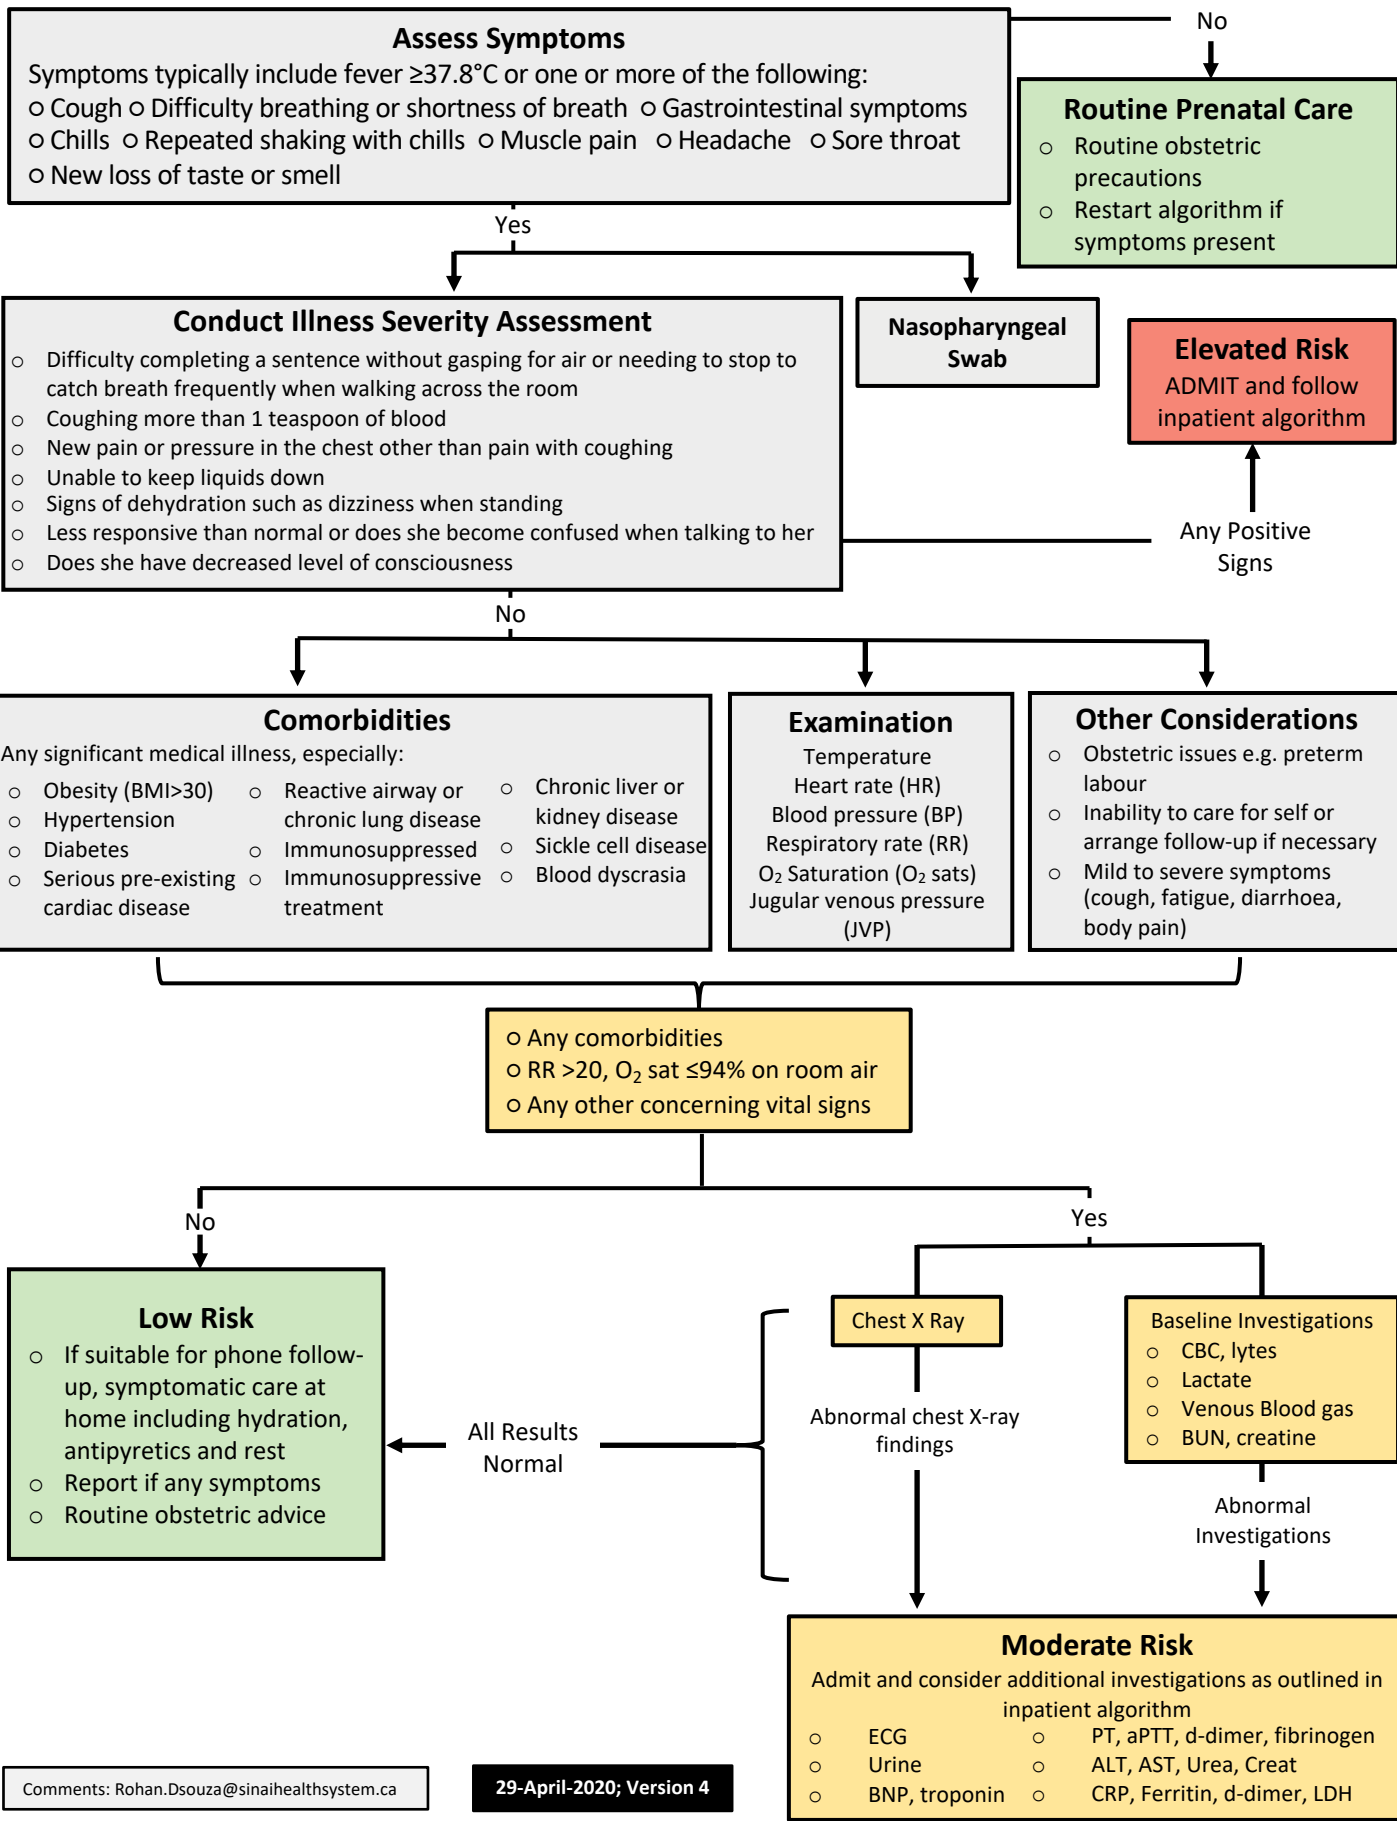 Assess Symptoms
Symptoms typically include fever ≥37.8°C or one or more of the following:
○ Cough ○ Difficulty breathing or shortness of breath ○ Gastrointestinal symptoms
○ Chills ○ Repeated shaking with chills ○ Muscle pain ○ Headache ○ Sore throat
○ New loss of taste or smell
No
Routine Prenatal Care
○ Routine obstetric
precautions
○ Restart algorithm if
symptoms present
Yes
Conduct Illness Severity Assessment
○ Difficulty completing a sentence without gasping for air or needing to stop to
catch breath frequently when walking across the room
○ Coughing more than 1 teaspoon of blood
○ New pain or pressure in the chest other than pain with coughing
○ Unable to keep liquids down
○ Signs of dehydration such as dizziness when standing
○ Less responsive than normal or does she become confused when talking to her
○ Does she have decreased level of consciousness
Nasopharyngeal
Swab
Elevated Risk
ADMIT and follow
inpatient algorithm
Any Positive
Signs
No
Comorbidities
Any significant medical illness, especially:
○ Obesity (BMI>30)
○ Hypertension
○ Diabetes
○ Serious pre-existing
cardiac disease
○ Reactive airway or
chronic lung disease
○ Immunosuppressed
○ Immunosuppressive
treatment
○ Chronic liver or
kidney disease
○ Sickle cell disease
○ Blood dyscrasia
Examination
Temperature
Heart rate (HR)
Blood pressure (BP)
Respiratory rate (RR)
O₂ Saturation (O₂ sats)
Jugular venous pressure
(JVP)
Other Considerations
○ Obstetric issues e.g. preterm
labour
○ Inability to care for self or
arrange follow-up if necessary
○ Mild to severe symptoms
(cough, fatigue, diarrhoea,
body pain)
○ Any comorbidities
○ RR >20, O₂ sat ≤94% on room air
○ Any other concerning vital signs
No
Yes
Low Risk
○ If suitable for phone follow-
up, symptomatic care at
home including hydration,
antipyretics and rest
○ Report if any symptoms
○ Routine obstetric advice
All Results
Normal
Chest X Ray
Abnormal chest X-ray
findings
Baseline Investigations
○ CBC, lytes
○ Lactate
○ Venous Blood gas
○ BUN, creatine
Abnormal
Investigations
Moderate Risk
Admit and consider additional investigations as outlined in
inpatient algorithm
○ ECG
○ Urine
○ BNP, troponin
○ PT, aPTT, d-dimer, fibrinogen
○ ALT, AST, Urea, Creat
○ CRP, Ferritin, d-dimer, LDH
Comments: Rohan.Dsouza@sinaihealthsystem.ca
29-April-2020; Version 4